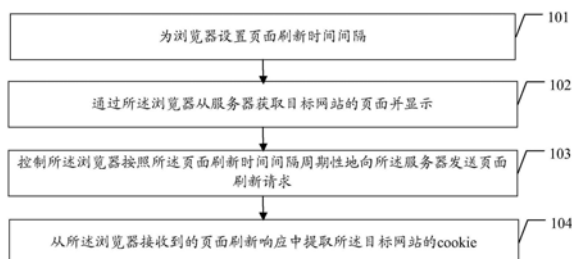 101
为浏览器设置页面刷新时间间隔
102
通过所述浏览器从服务器获取目标网站的页面并显示
103
控制所述浏览器按照所述页面刷新时间间隔周期性地向所述服务器发送页面
刷新请求
104
从所述浏览器接收到的页面刷新响应中提取所述目标网站的cookie